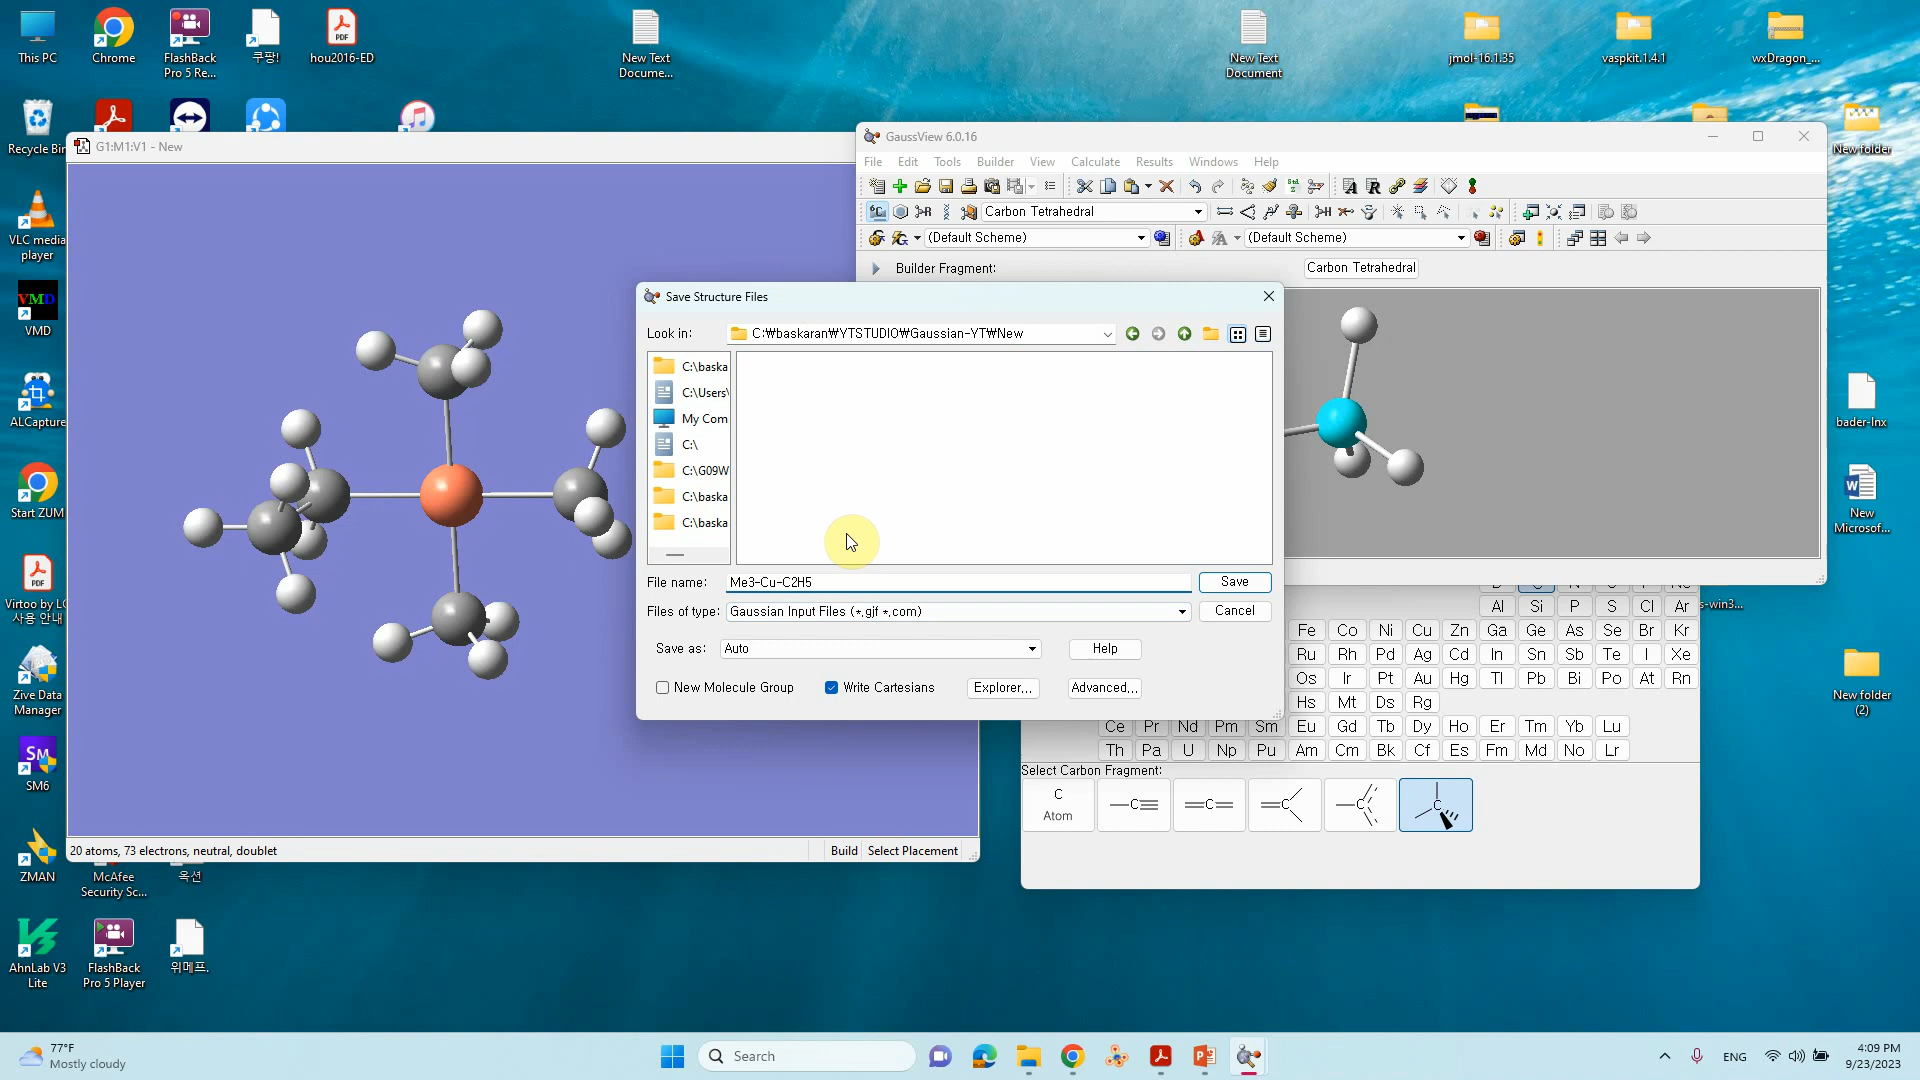 This PC
Chrome
FlashBack
Pro 5 Re...
쿠팡!
PDF
hou2016-ED
New Text
Docume...
New Text
Document
jmol-16.1.35
vaspkit.1.4.1
wxDragon_...
Recycle Bin
New folder
G1:M1:V1 - New
GaussView 6.0.16
File Edit Tools Builder View Calculate Results Windows Help
Carbon Tetrahedral
(Default Scheme)
(Default Scheme)
Builder Fragment:
Carbon Tetrahedral
VLC media
player
VMD
VMD
ALCapture
Start ZUM
PDF
Virtoo by LG
사용 안내
Zive Data
Manager
SM
SM6
ZMAN
McAfee
Security Sc...
옥션
AhnLab V3
Lite
FlashBack
Pro 5 Player
위메프.
Save Structure Files
Look in:
C:₩baskaran₩YTSTUDIO₩Gaussian-YT₩New
C:\baska
C:\Users\
My Com
C:\
C:\G09W
C:\baska
C:\baska
File name:
Me3-Cu-C2H5
Save
Files of type:
Gaussian Input Files (*.gjf *.com)
Cancel
Save as:
Auto
Help
New Molecule Group
Write Cartesians
Explorer...
Advanced...
bader-lnx
New
Microsof...
s-win3...
New folder
(2)
Al Si P S Cl Ar
Fe Co Ni Cu Zn Ga Ge As Se Br Kr
Ru Rh Pd Ag Cd In Sn Sb Te I Xe
Os Ir Pt Au Hg Tl Pb Bi Po At Rn
Hs Mt Ds Rg
Ce Pr Nd Pm Sm Eu Gd Tb Dy Ho Er Tm Yb Lu
Th Pa U Np Pu Am Cm Bk Cf Es Fm Md No Lr
Select Carbon Fragment:
C
Atom
C
C
C
C
C
20 atoms, 73 electrons, neutral, doublet
Build
Select Placement
77°F
Mostly cloudy
Search
ENG
4:09 PM
9/23/2023